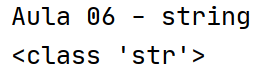 Aula 06 - string
<class 'str'>